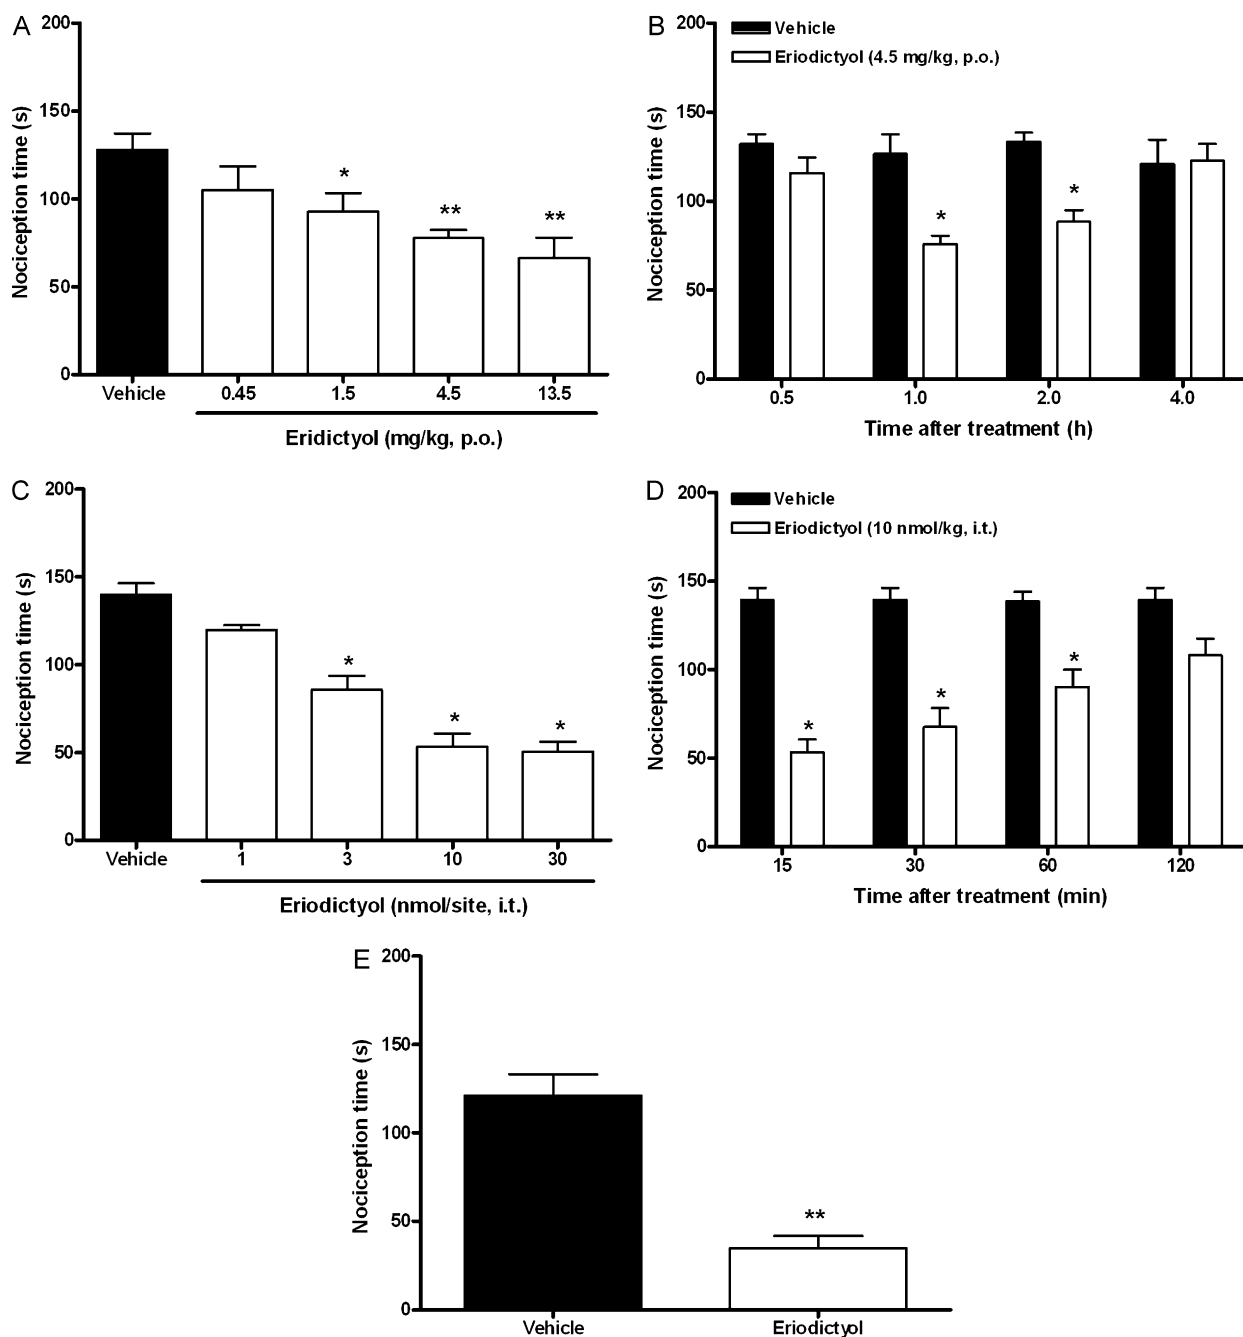 A
Nociception time (s)
200
150
100
50
0
*
**
**
Vehicle
0.45
1.5
4.5
13.5
Eridictyol (mg/kg, p.o.)
B
Nociception time (s)
200
150
100
50
0
Vehicle
Eriodictyol (4.5 mg/kg, p.o.)
*
*
0.5
1.0
2.0
4.0
Time after treatment (h)
C
Nociception time (s)
200
150
100
50
0
*
*
*
Vehicle
1
3
10
30
Eriodictyol (nmol/site, i.t.)
D
Nociception time (s)
200
150
100
50
0
Vehicle
Eriodictyol (10 nmol/kg, i.t.)
*
*
*
15
30
60
120
Time after treatment (min)
E
Nociception time (s)
200
150
100
50
0
**
Vehicle
Eriodictyol